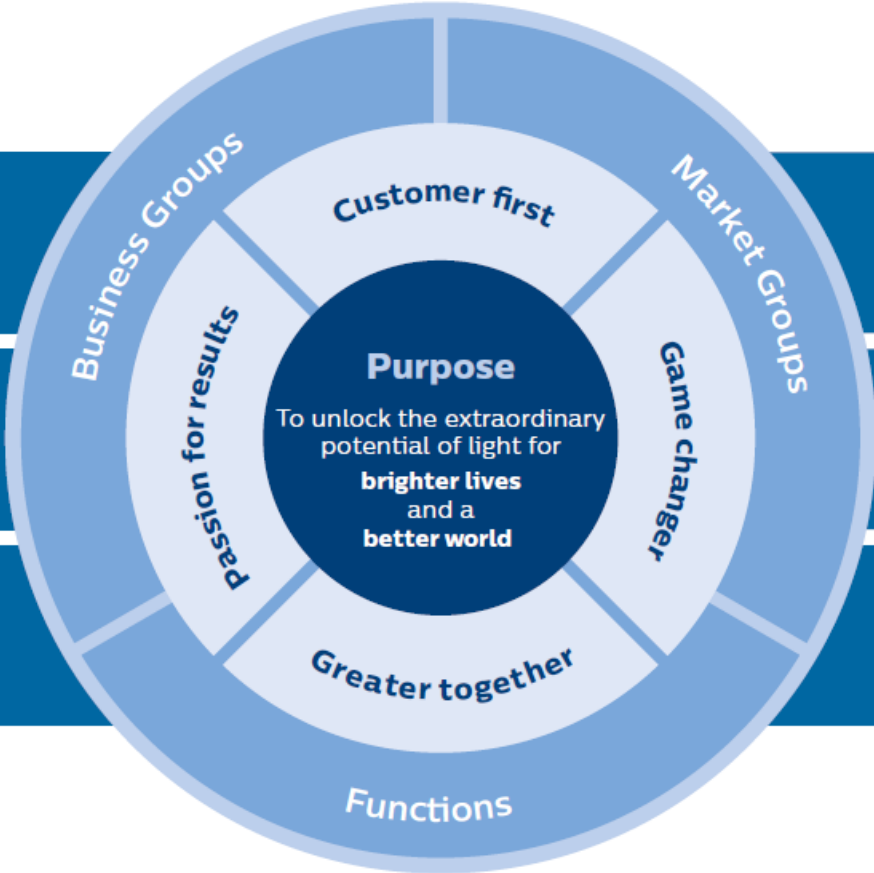 Business Groups
Market Groups
Customer first
Passion for results
Game changer
Purpose
To unlock the extraordinary
potential of light for
brighter lives
and a
better world
Greater together
Functions